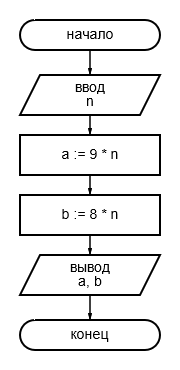 начало
ввод
n
a := 9 * n
b := 8 * n
вывод
a, b
конец